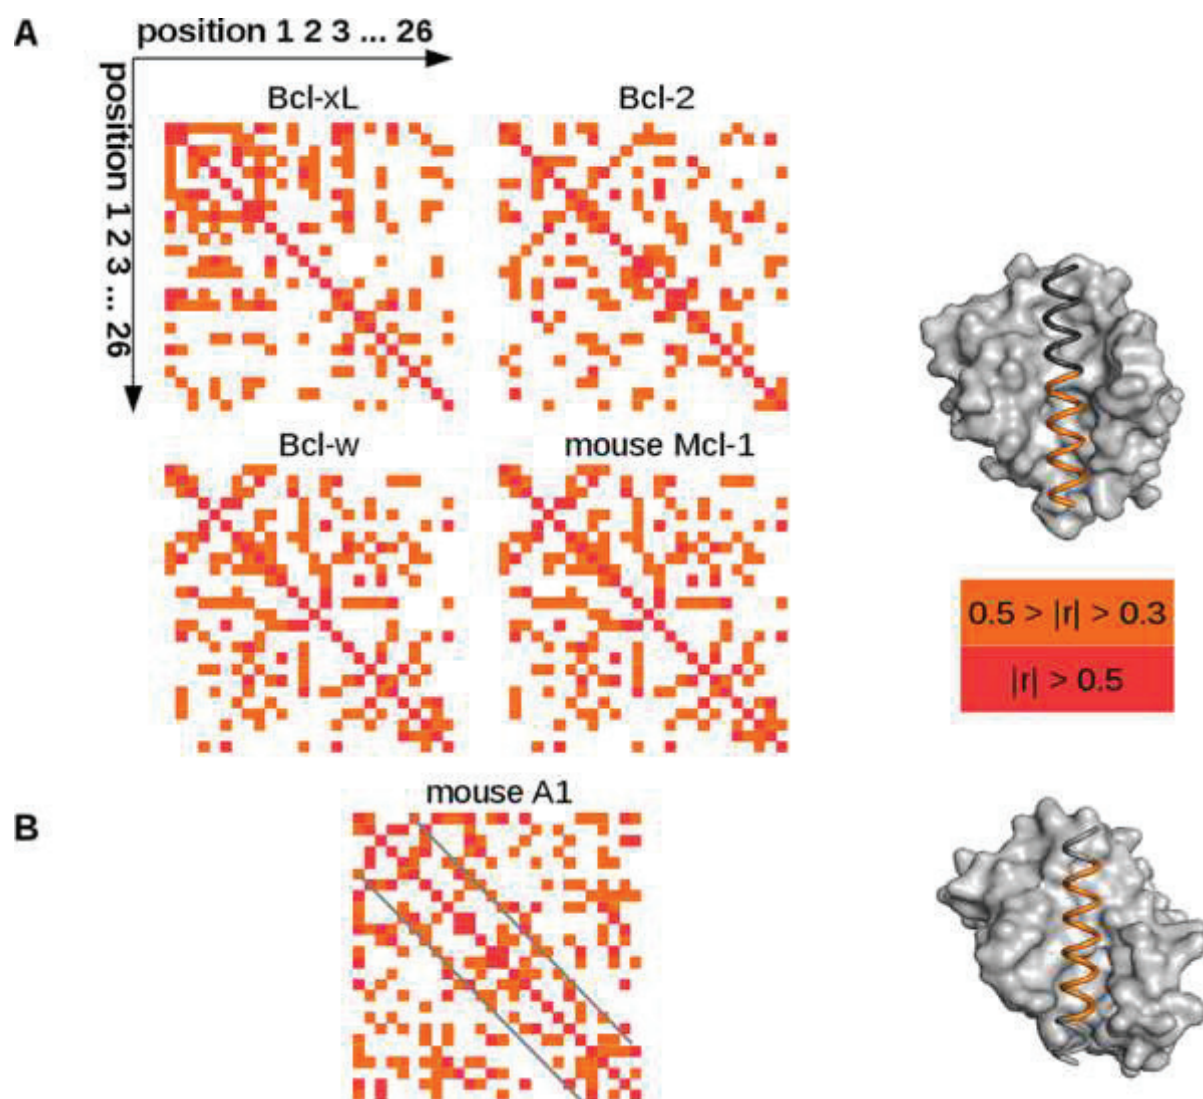 A
position 1 2 3 ... 26
position 1 2 3 ... 26
Bcl-xL
Bcl-2
Bcl-w
mouse Mcl-1
0.5 > |r| > 0.3
|r| > 0.5
mouse A1
B